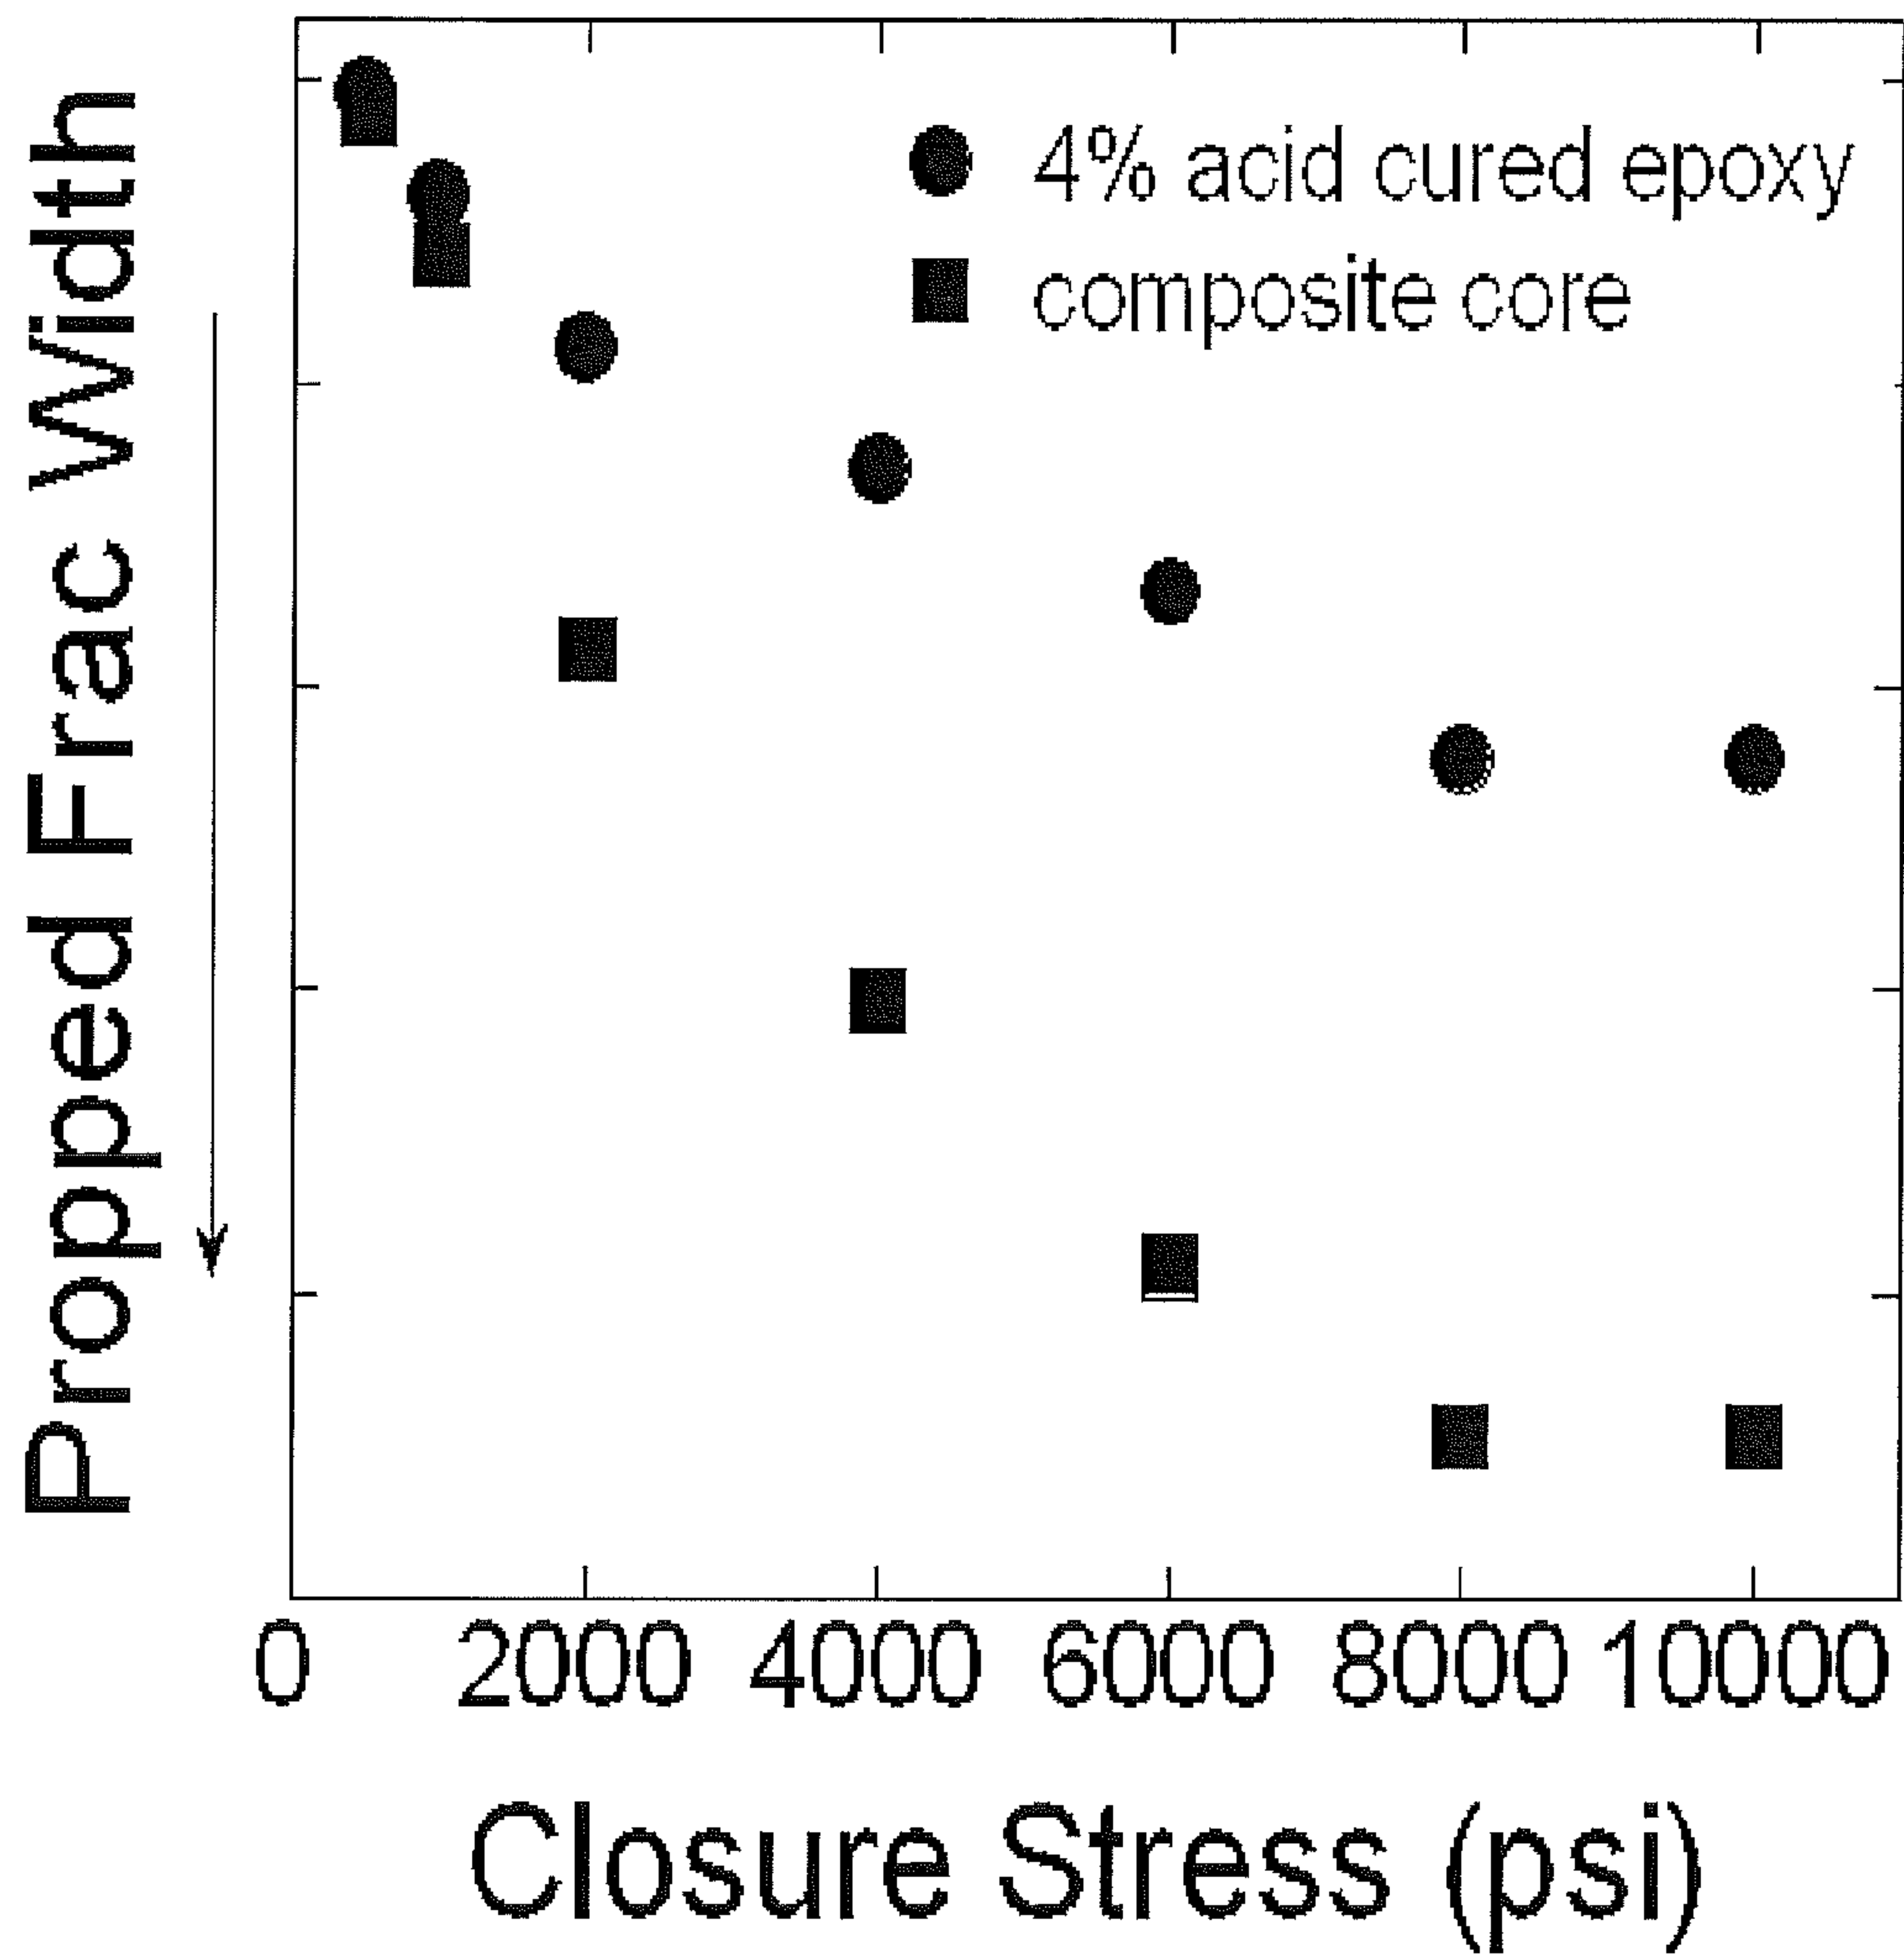 Propped Frac Width
4% acid cured epoxy
composite core
0 2000 4000 6000 8000 10000
Closure Stress (psi)